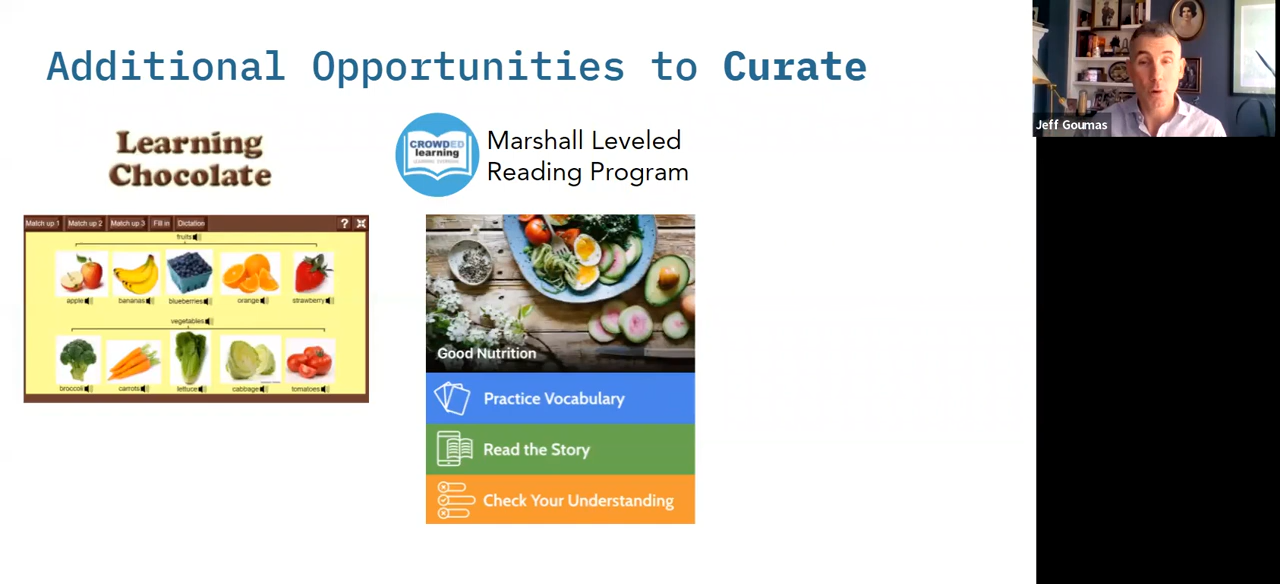 Additional Opportunities to Curate
Jeff Goumas
Learning
Chocolate
CROWDED
learning
Marshall Leveled
Reading Program
Match up 1 Match up 2 Match up 3 Fill in Dictation ?
fruits
apple bananas blueberries orange strawberry
vegetables
broccoli carrots lettuce cabbage tomatoes
Good Nutrition
Practice Vocabulary
Read the Story
Check Your Understanding